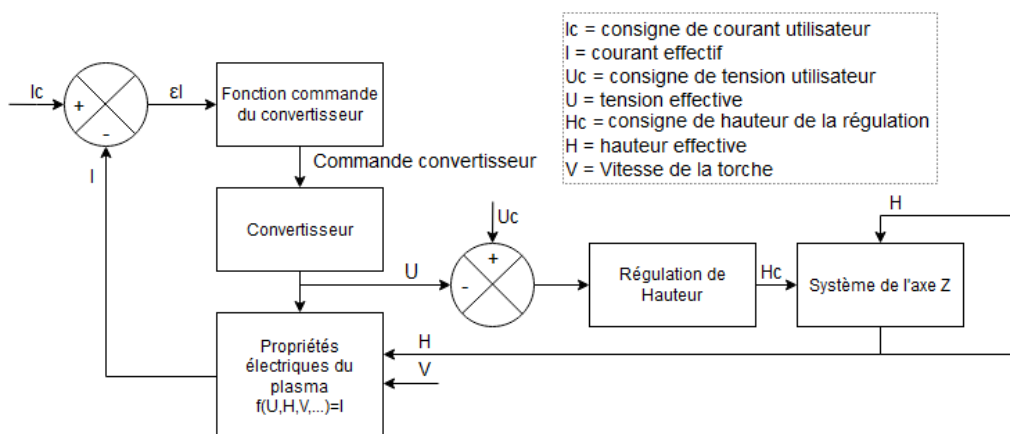 Ic = consigne de courant utilisateur
I = courant effectif
Uc = consigne de tension utilisateur
U = tension effective
Hc = consigne de hauteur de la régulation
H = hauteur effective
V = Vitesse de la torche
Ic
+
-
εI
Fonction commande
du convertisseur
I
Commande convertisseur
Convertisseur
U
Uc
+
-
Régulation de
Hauteur
Hc
H
Système de l'axe Z
Propriétés
électriques du
plasma
f(U,H,V,...)=I
H
V